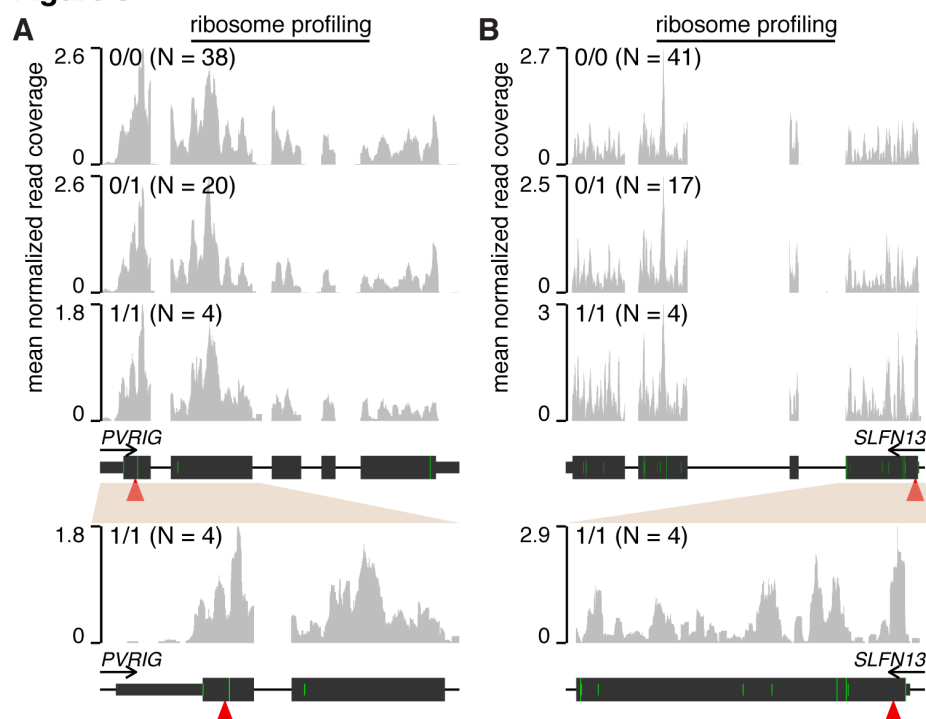 A
ribosome profiling
mean normalized read coverage
2.6
0/0 (N = 38)
0
2.6
0/1 (N = 20)
0
1.8
1/1 (N = 4)
0
PVRIG
1.8
1/1 (N = 4)
0
PVRIG
B
ribosome profiling
mean normalized read coverage
2.7
0/0 (N = 41)
0
2.5
0/1 (N = 17)
0
3
1/1 (N = 4)
0
SLFN13
2.9
1/1 (N = 4)
0
SLFN13